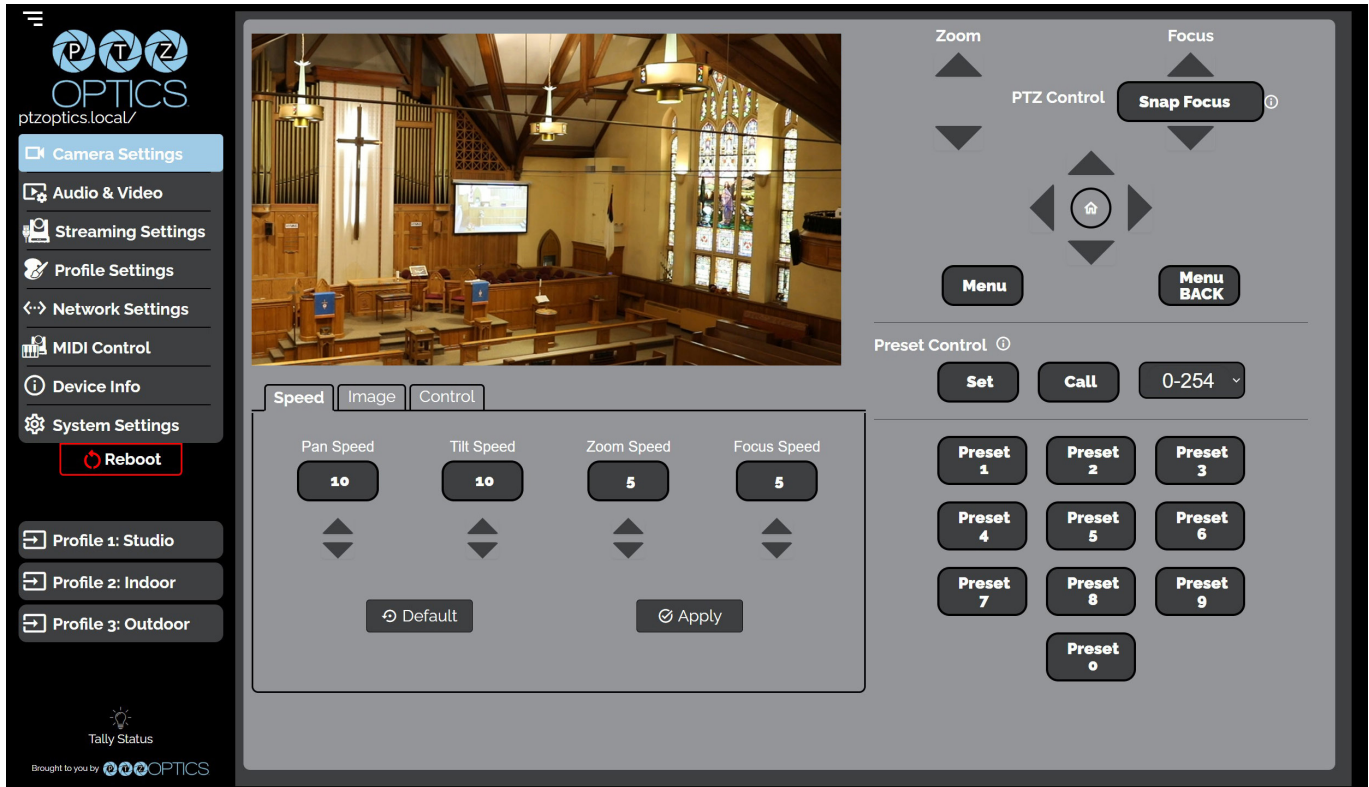 P T Z
OPTICS
ptzoptics.local/
Camera Settings
Audio & Video
Streaming Settings
Profile Settings
Network Settings
MIDI Control
Device Info
System Settings
Reboot
Profile 1: Studio
Profile 2: Indoor
Profile 3: Outdoor
Tally Status
Brought to you by PTZOPTICS
Speed Image Control
Pan Speed Tilt Speed Zoom Speed Focus Speed
10 10 5 5
Default Apply
Zoom Focus
PTZ Control Snap Focus
Menu Menu
BACK
Preset Control
Set Call 0-254
Preset Preset Preset
1 2 3
Preset Preset Preset
4 5 6
Preset Preset Preset
7 8 9
Preset
0